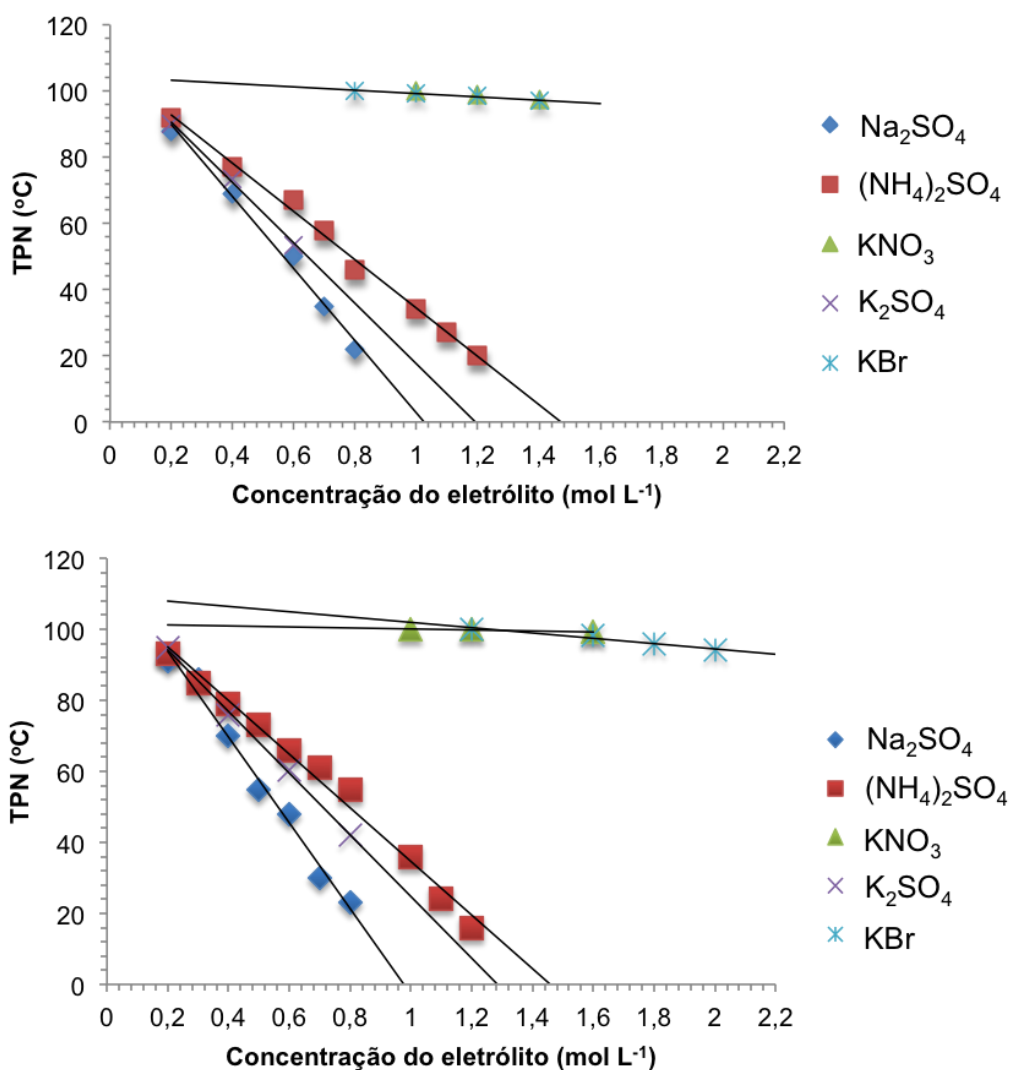 120
100
80
60
40
20
0
TPN (ºC)
0 0,2 0,4 0,6 0,8 1 1,2 1,4 1,6 1,8 2 2,2
Concentração do eletrólito (mol L⁻¹)
Na₂SO₄
(NH₄)₂SO₄
KNO₃
K₂SO₄
KBr
120
100
80
60
40
20
0
TPN (ºC)
0 0,2 0,4 0,6 0,8 1 1,2 1,4 1,6 1,8 2 2,2
Concentração do eletrólito (mol L⁻¹)
Na₂SO₄
(NH₄)₂SO₄
KNO₃
K₂SO₄
KBr